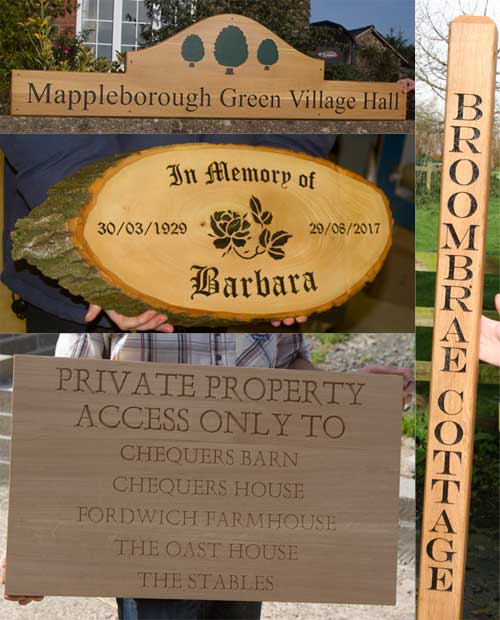 Mappleborough Green Village Hall
In Memory of
30/03/1929 29/08/2017
Barbara
PRIVATE PROPERTY
ACCESS ONLY TO
CHEQUERS BARN
CHEQUERS HOUSE
FORDWICH FARMHOUSE
THE OAST HOUSE
THE STABLES
BROOMBRAE COTTAGE